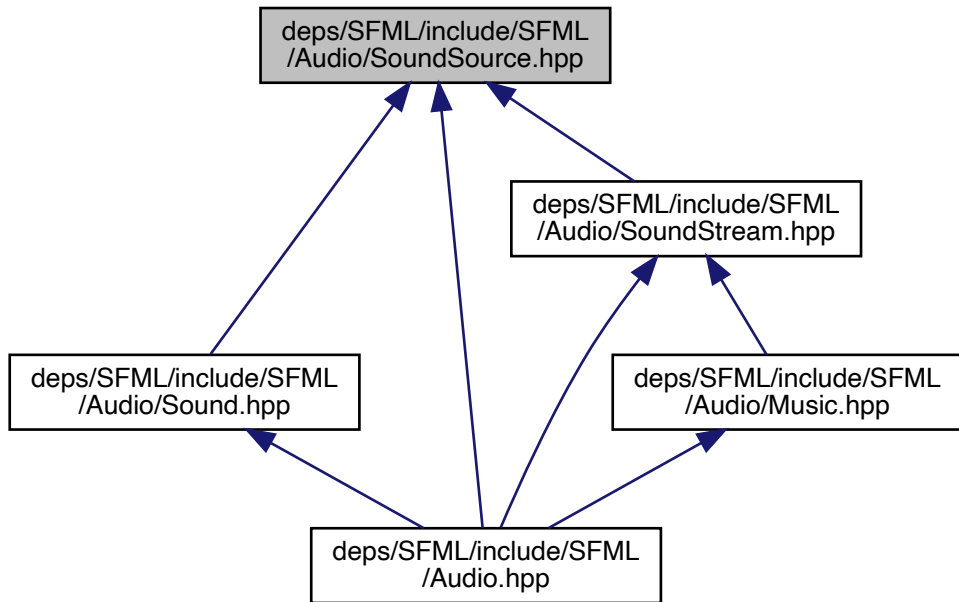 deps/SFML/include/SFML
/Audio/SoundSource.hpp
deps/SFML/include/SFML
/Audio/SoundStream.hpp
deps/SFML/include/SFML
/Audio/Sound.hpp
deps/SFML/include/SFML
/Audio/Music.hpp
deps/SFML/include/SFML
/Audio.hpp